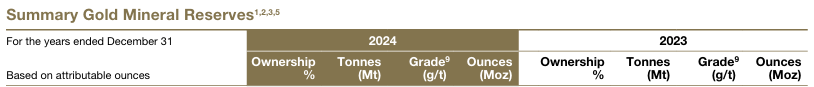 Summary Gold Mineral Reserves1,2,3,5
For the years ended December 31 2024 2023
Ownership Tonnes Grade9 Ounces Ownership Tonnes Grade9 Ounces
Based on attributable ounces % (Mt) (g/t) (Moz) % (Mt) (g/t) (Moz)